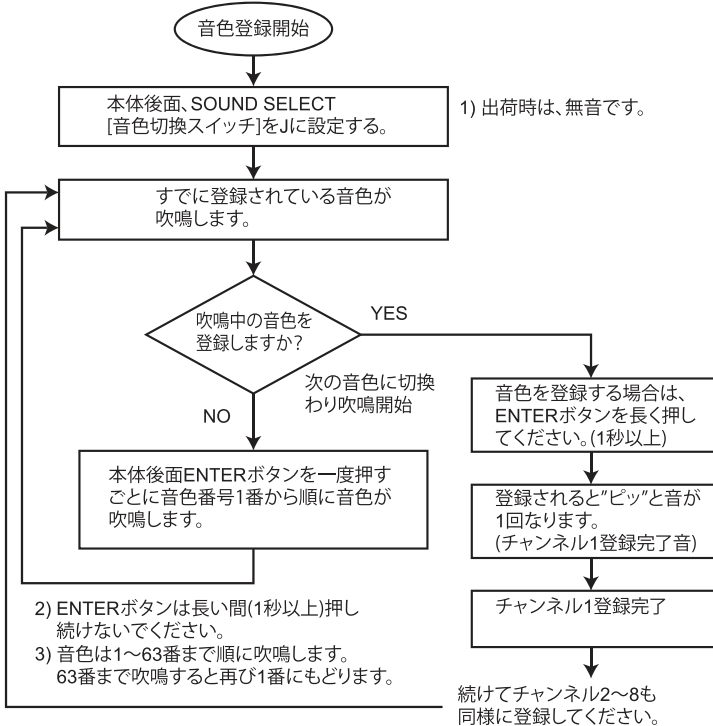 音色登録開始
本体後面、SOUND SELECT
[音色切換スイッチ]をJに設定する。
1) 出荷時は、無音です。
すでに登録されている音色が
吹鳴します。
吹鳴中の音色を
登録しますか?
YES
次の音色に切換
わり吹鳴開始
NO
本体後面ENTERボタンを一度押す
ごとに音色番号1番から順に音色が
吹鳴します。
2) ENTERボタンは長い間(1秒以上)押し
続けないでください。
3) 音色は1〜63番まで順に吹鳴します。
63番まで吹鳴すると再び1番にもどります。
音色を登録する場合は、
ENTERボタンを長く押し
てください。(1秒以上)
登録されると"ピッ"と音が
1回なります。
(チャンネル1登録完了音)
チャンネル1登録完了
続けてチャンネル2〜8も
同様に登録してください。